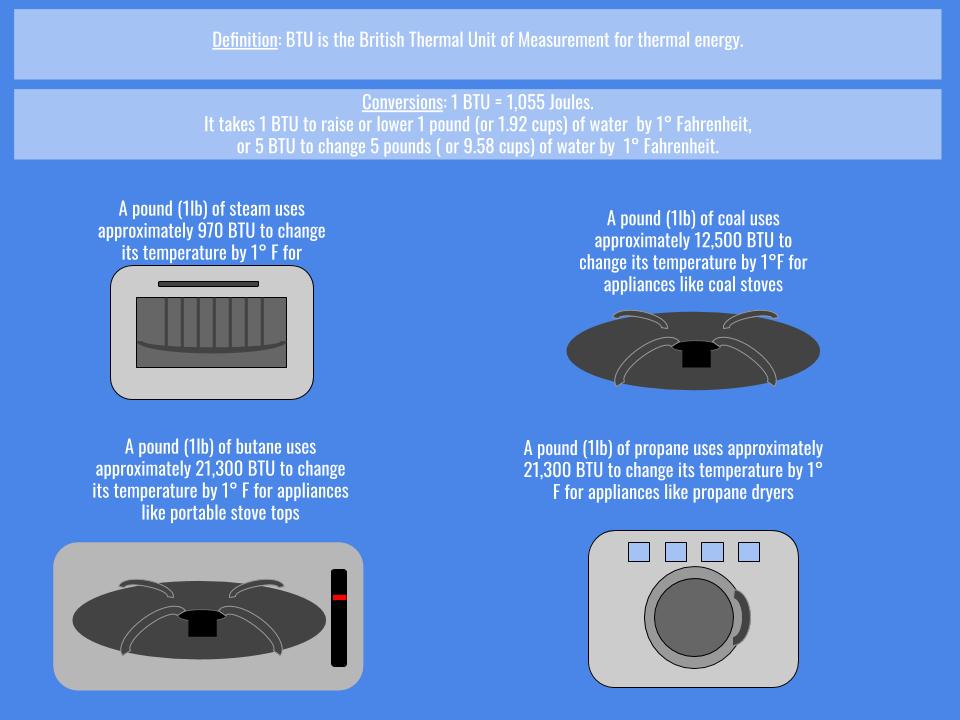 Definition: BTU is the British Thermal Unit of Measurement for thermal energy.
Conversions: 1 BTU = 1,055 Joules.
It takes 1 BTU to raise or lower 1 pound (or 1.92 cups) of water  by 1° Fahrenheit,
or 5 BTU to change 5 pounds ( or 9.58 cups) of water by  1° Fahrenheit.
A pound (1lb) of steam uses
approximately 970 BTU to change
its temperature by 1° F for
A pound (1lb) of coal uses
approximately 12,500 BTU to
change its temperature by 1°F for
appliances like coal stoves
A pound (1lb) of butane uses
approximately 21,300 BTU to change
its temperature by 1° F for appliances
like portable stove tops
A pound (1lb) of propane uses approximately
21,300 BTU to change its temperature by 1°
F for appliances like propane dryers